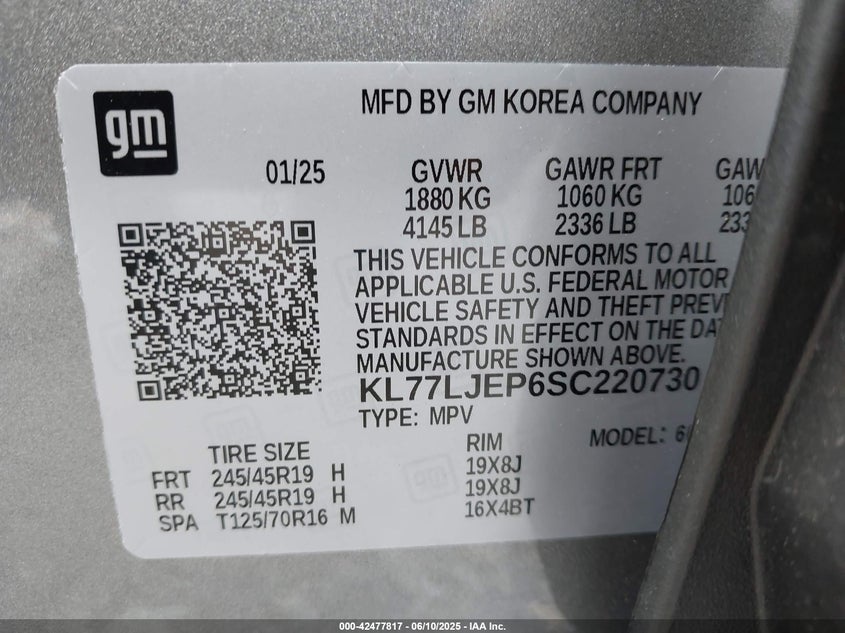 gm
MFD BY GM KOREA COMPANY
01/25 GVWR GAWR FRT
1880 KG 1060 KG
4145 LB 2336 LB
THIS VEHICLE CONFORMS TO ALL
APPLICABLE U.S. FEDERAL MOTOR
VEHICLE SAFETY AND THEFT
STANDARDS IN EFFECT ON THE
MANUFACTURE SHOWN ABOVE.
KL77LJEP6SC220730
TYPE: MPV
MODEL:
TIRE SIZE RIM
FRT 245/45R19 H 19X8J
RR 245/45R19 H 19X8J
SPA T125/70R16 M 16X4BT
000-42477817 - 06/10/2025 - IAA Inc.